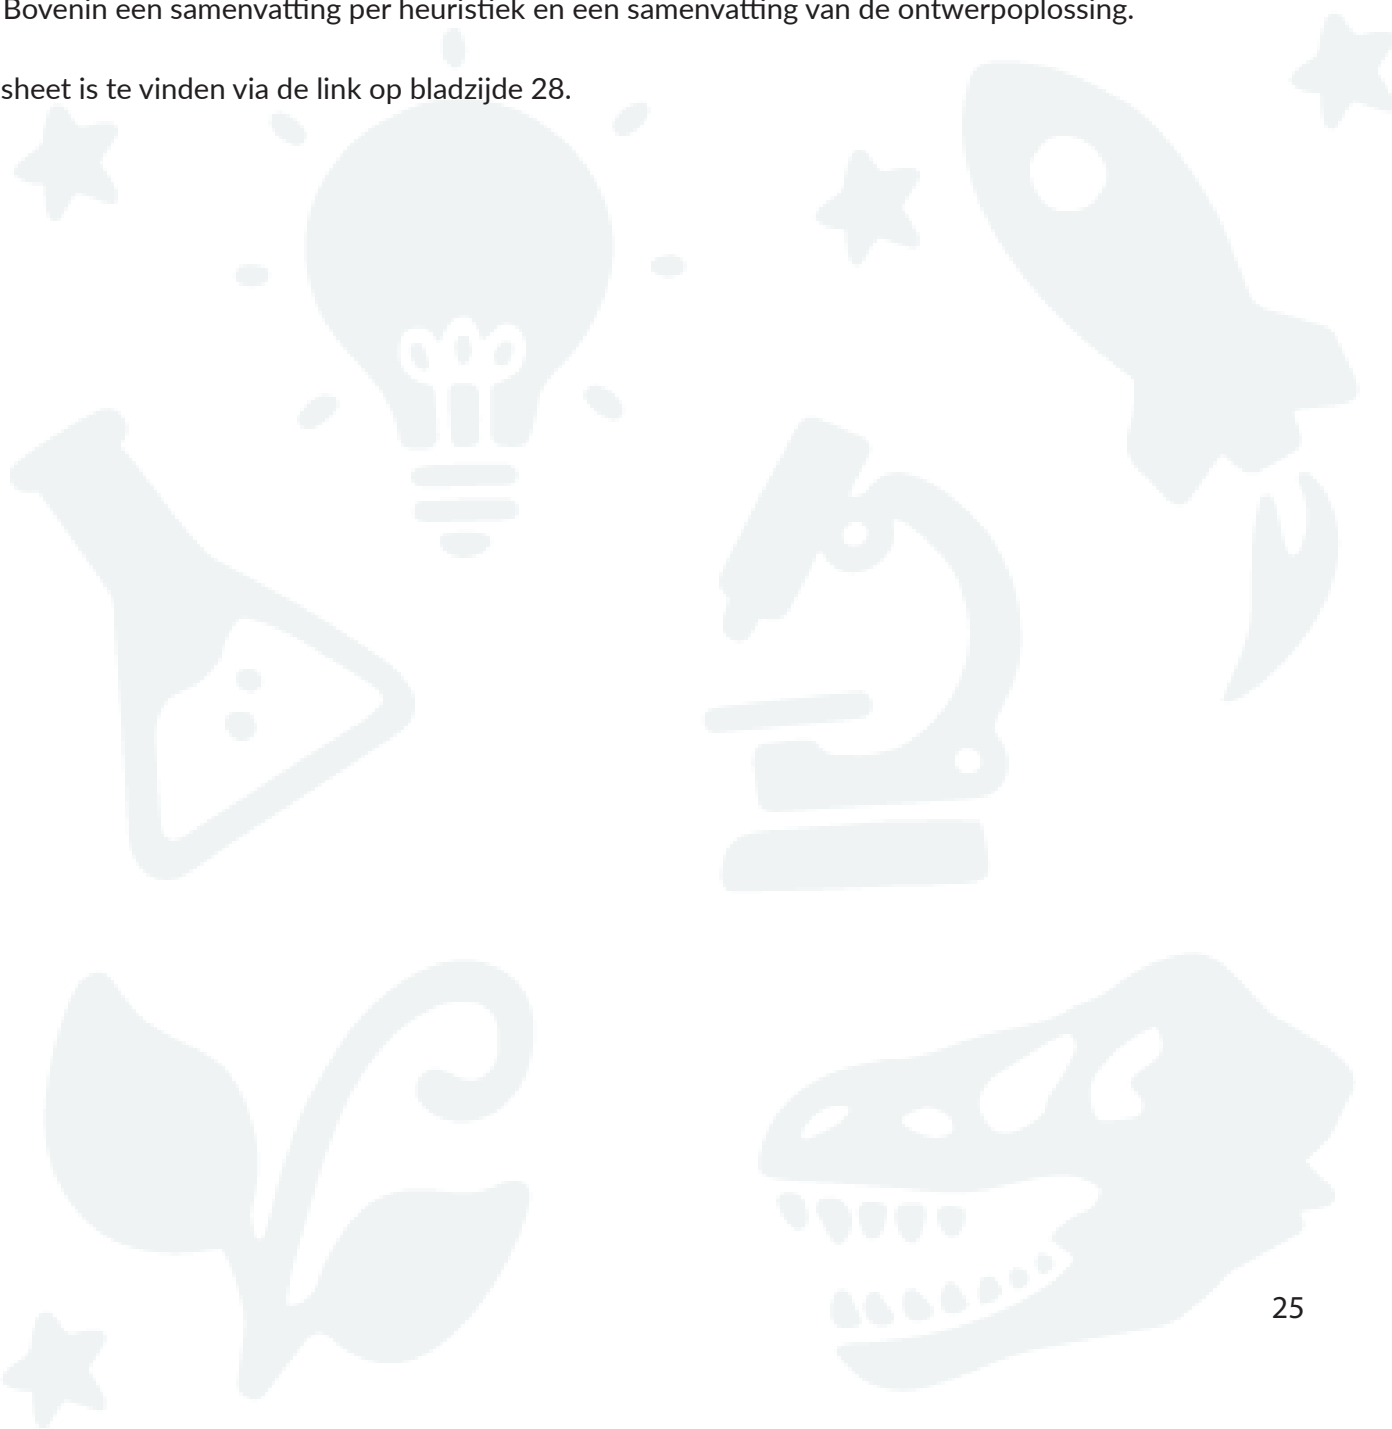 Bovenin een samenvatting per heuristiek en een samenvatting van de ontwerpoplossing.
sheet is te vinden via de link op bladzijde 28.
25